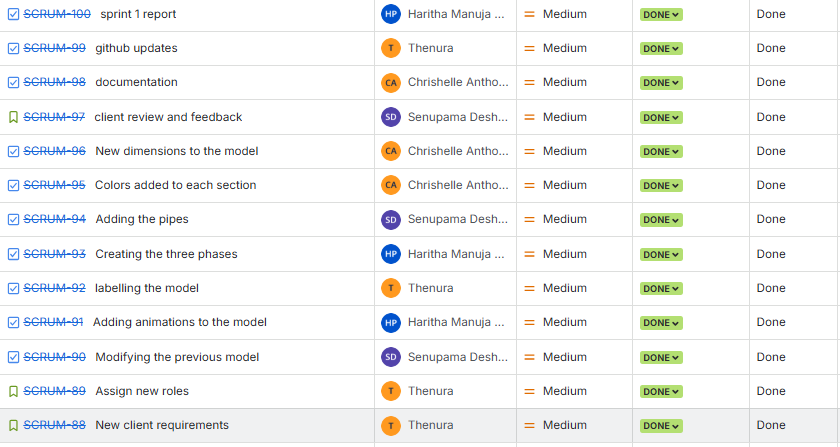 SCRUM-100 sprint 1 report HP Haritha Manuja ... Medium DONE Done
SCRUM-99 github updates T Thenura Medium DONE Done
SCRUM-98 documentation CA Chrishelle Antho... Medium DONE Done
SCRUM-97 client review and feedback SD Senupama Desh... Medium DONE Done
SCRUM-96 New dimensions to the model CA Chrishelle Antho... Medium DONE Done
SCRUM-95 Colors added to each section CA Chrishelle Antho... Medium DONE Done
SCRUM-94 Adding the pipes SD Senupama Desh... Medium DONE Done
SCRUM-93 Creating the three phases HP Haritha Manuja ... Medium DONE Done
SCRUM-92 labelling the model T Thenura Medium DONE Done
SCRUM-91 Adding animations to the model HP Haritha Manuja ... Medium DONE Done
SCRUM-90 Modifying the previous model SD Senupama Desh... Medium DONE Done
SCRUM-89 Assign new roles T Thenura Medium DONE Done
SCRUM-88 New client requirements T Thenura Medium DONE Done